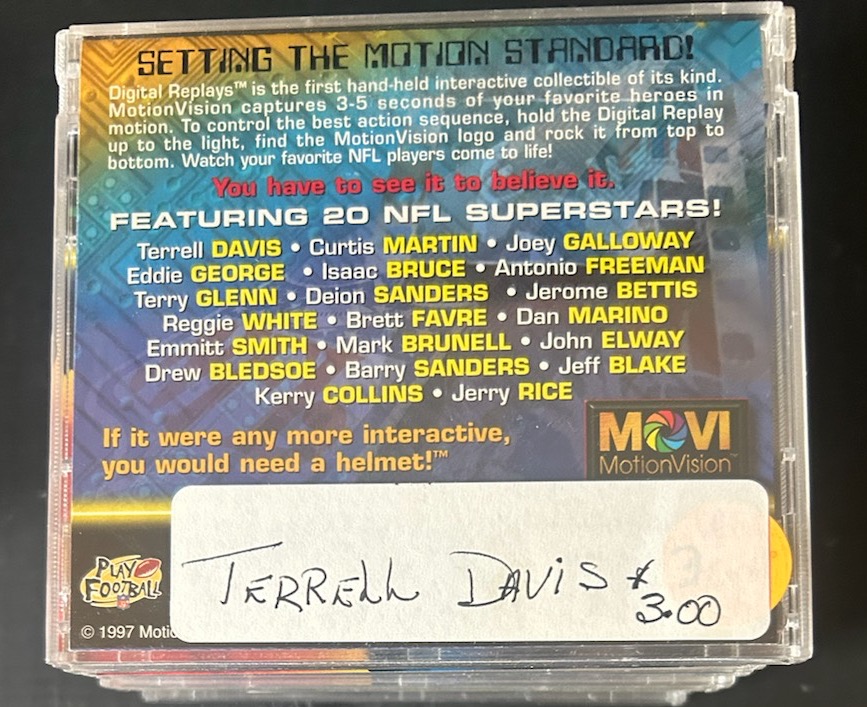 SETTING THE MOTION STANDARD!
Digital Replays™ is the first hand-held interactive collectible of its kind.
MotionVision captures 3-5 seconds of your favorite heroes in
motion. To control the best action sequence, hold the Digital Replay
up to the light, find the MotionVision logo and rock it from top to
bottom. Watch your favorite NFL players come to life!
You have to see it to believe it.
FEATURING 20 NFL SUPERSTARS!
Terrell DAVIS • Curtis MARTIN • Joey GALLOWAY
Eddie GEORGE • Isaac BRUCE • Antonio FREEMAN
Terry GLENN • Deion SANDERS • Jerome BETTIS
Reggie WHITE • Brett FAVRE • Dan MARINO
Emmitt SMITH • Mark BRUNELL • John ELWAY
Drew BLEDSOE • Barry SANDERS • Jeff BLAKE
Kerry COLLINS • Jerry RICE
If it were any more interactive,
you would need a helmet!™
MOVI
MotionVision™
TERRELL DAVIS $
3.00
PLAY
FOOTBALL
© 1997 Motio